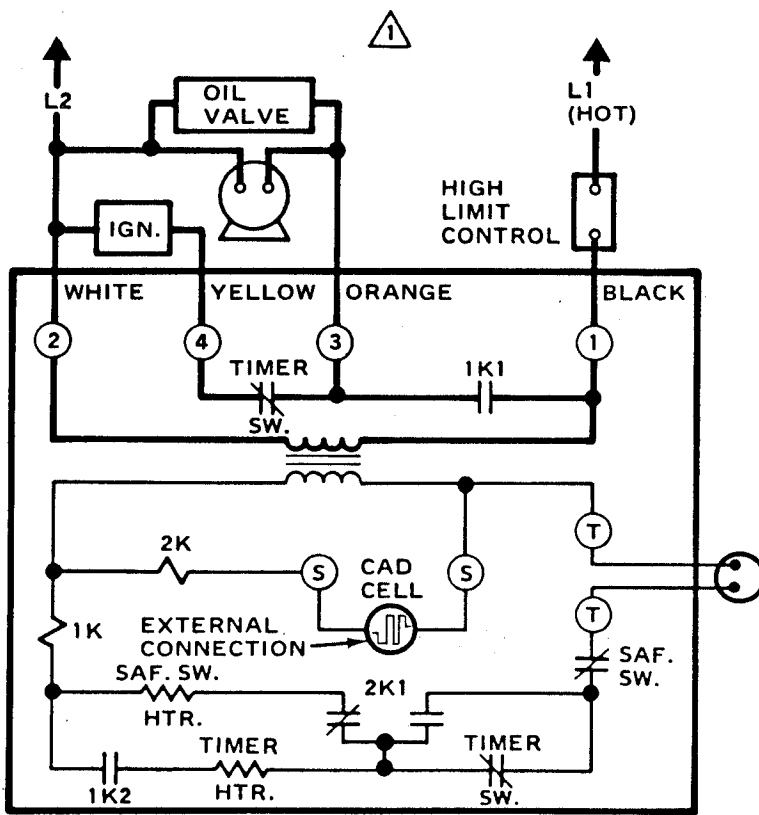 1
L2
OIL
VALVE
L1
(HOT)
HIGH
LIMIT
CONTROL
IGN.
WHITE
YELLOW
ORANGE
BLACK
2
4
3
1
TIMER
SW.
1K1
2K
S
CAD
CELL
S
T
T
1K
EXTERNAL
CONNECTION
SAF. SW.
HTR.
2K1
SAF.
SW.
1K2
TIMER
HTR.
TIMER
SW.